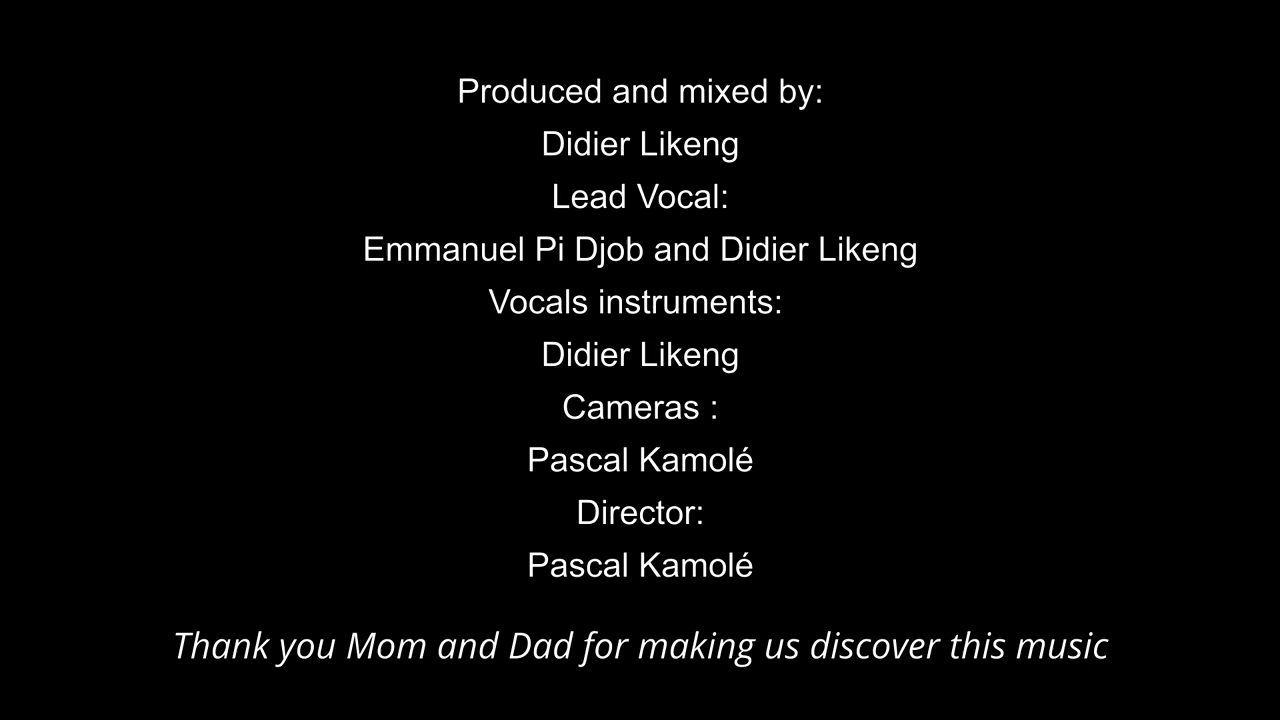 Produced and mixed by:
Didier Likeng
Lead Vocal:
Emmanuel Pi Djob and Didier Likeng
Vocals instruments:
Didier Likeng
Cameras :
Pascal Kamolé
Director:
Pascal Kamolé
Thank you Mom and Dad for making us discover this music